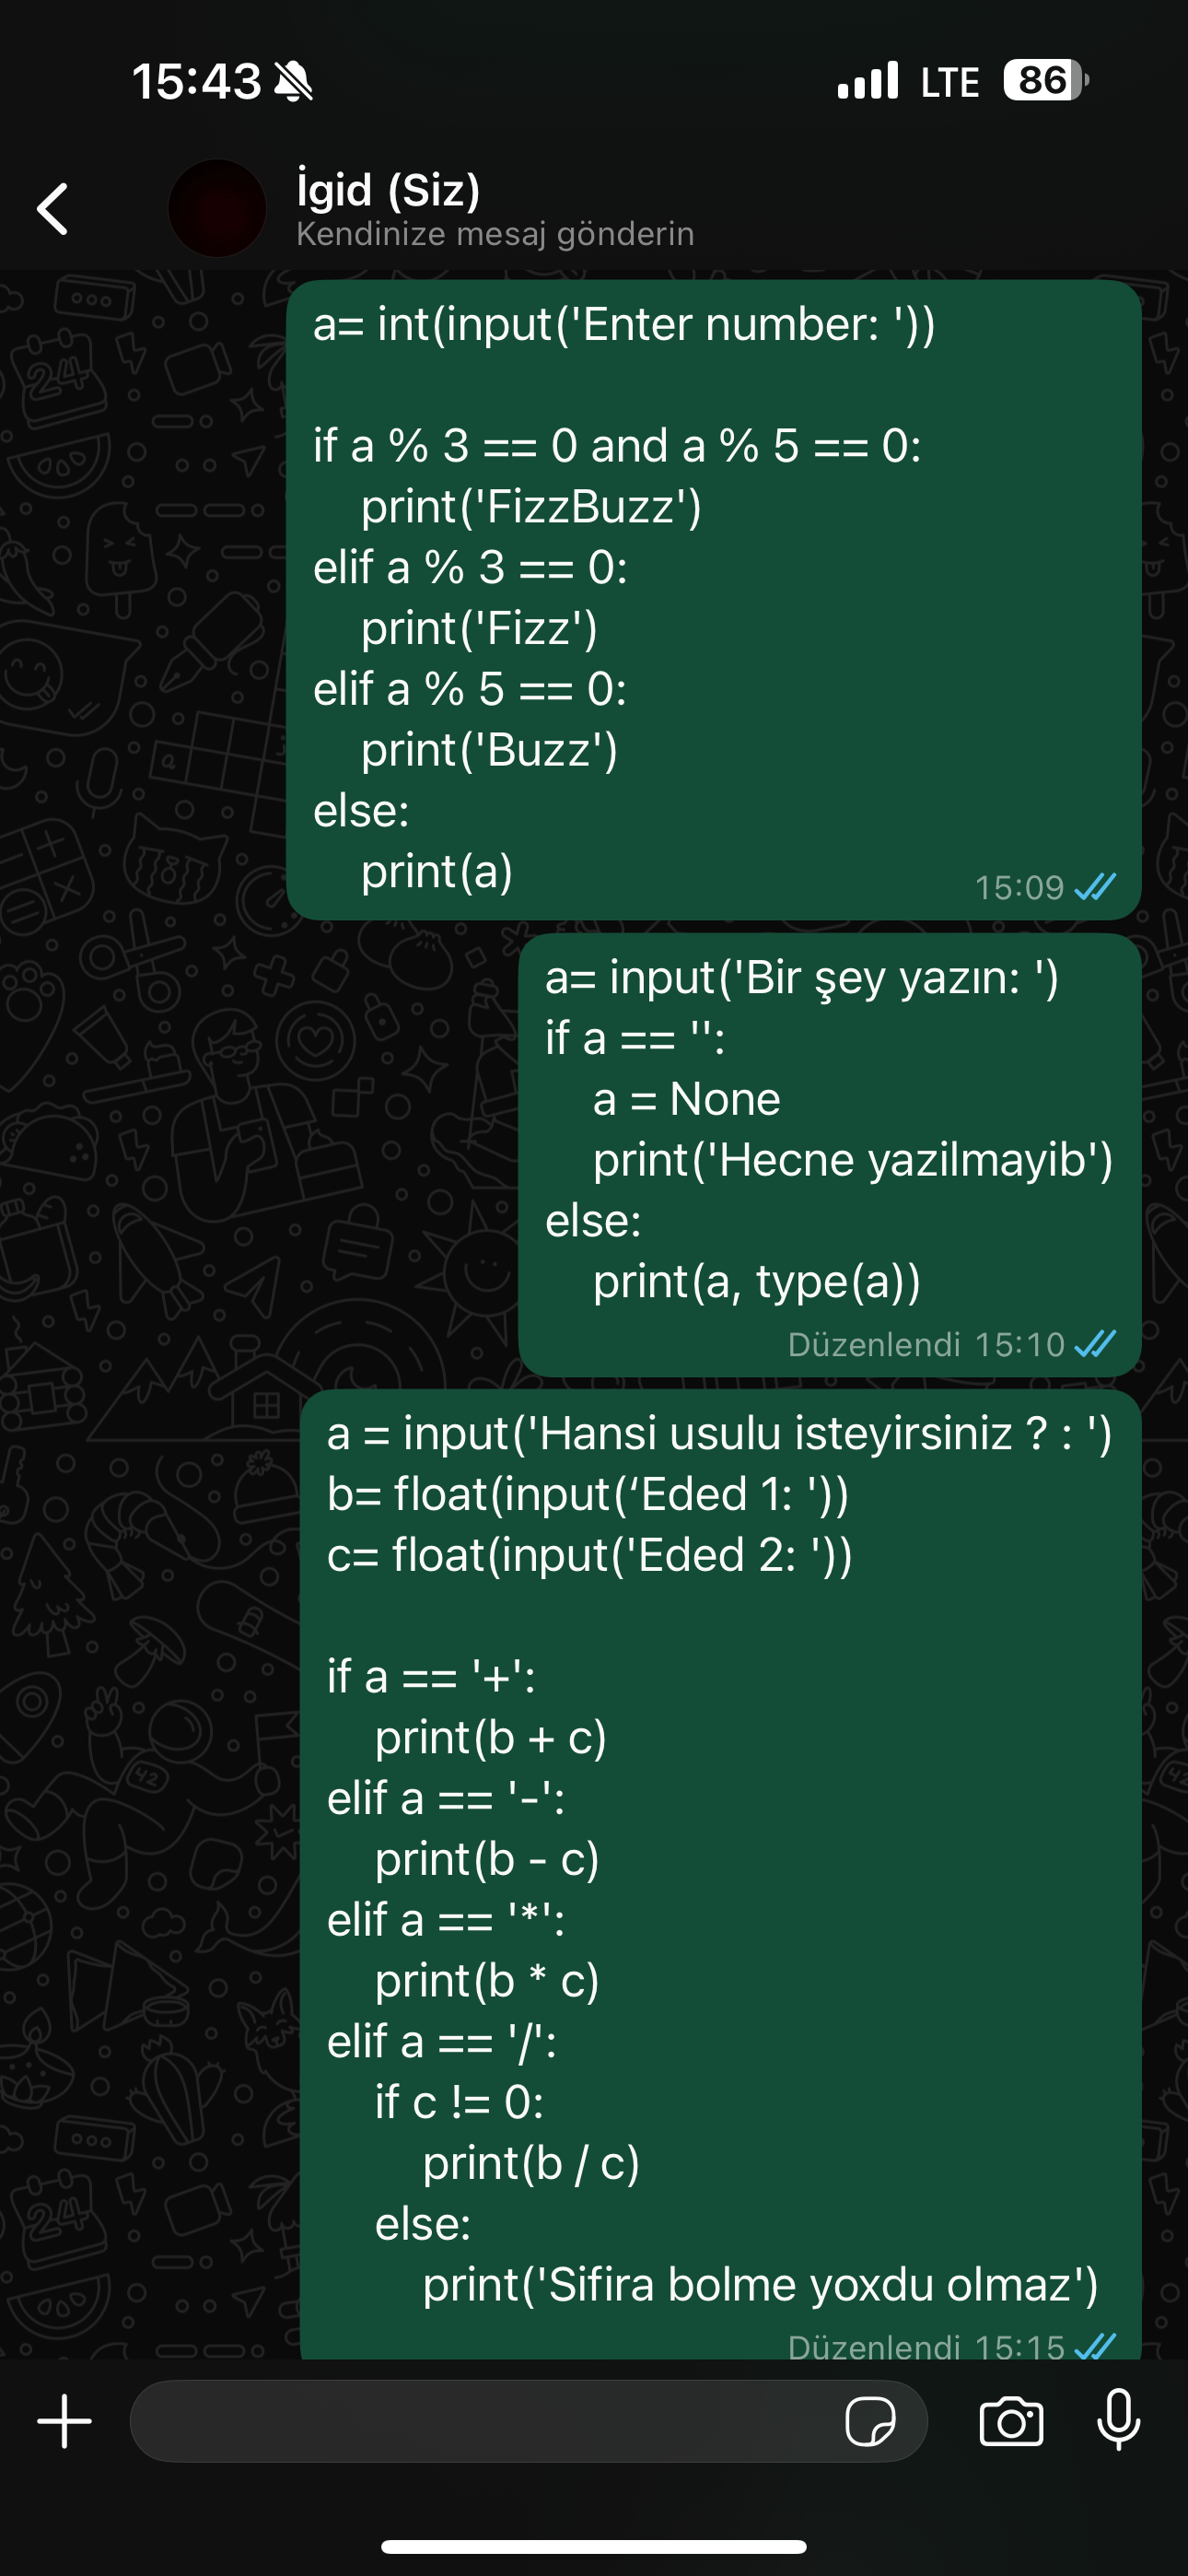 15:43 LTE 86
İgid (Siz)
Kendinize mesaj gönderin
a= int(input('Enter number: '))
if a % 3 == 0 and a % 5 == 0:
print('FizzBuzz')
elif a % 3 == 0:
print('Fizz')
elif a % 5 == 0:
print('Buzz')
else:
print(a)
15:09
a= input('Bir şey yazın: ')
if a == '':
a = None
print('Hecne yazilmayib')
else:
print(a, type(a))
Düzenlendi 15:10
a = input('Hansi usulu isteyirsiniz ? : ')
b= float(input(‘Eded 1: '))
c= float(input('Eded 2: '))
if a == '+':
print(b + c)
elif a == '-':
print(b - c)
elif a == '*':
print(b * c)
elif a == '/':
if c != 0:
print(b / c)
else:
print('Sifira bolme yoxdu olmaz')
Düzenlendi 15:15